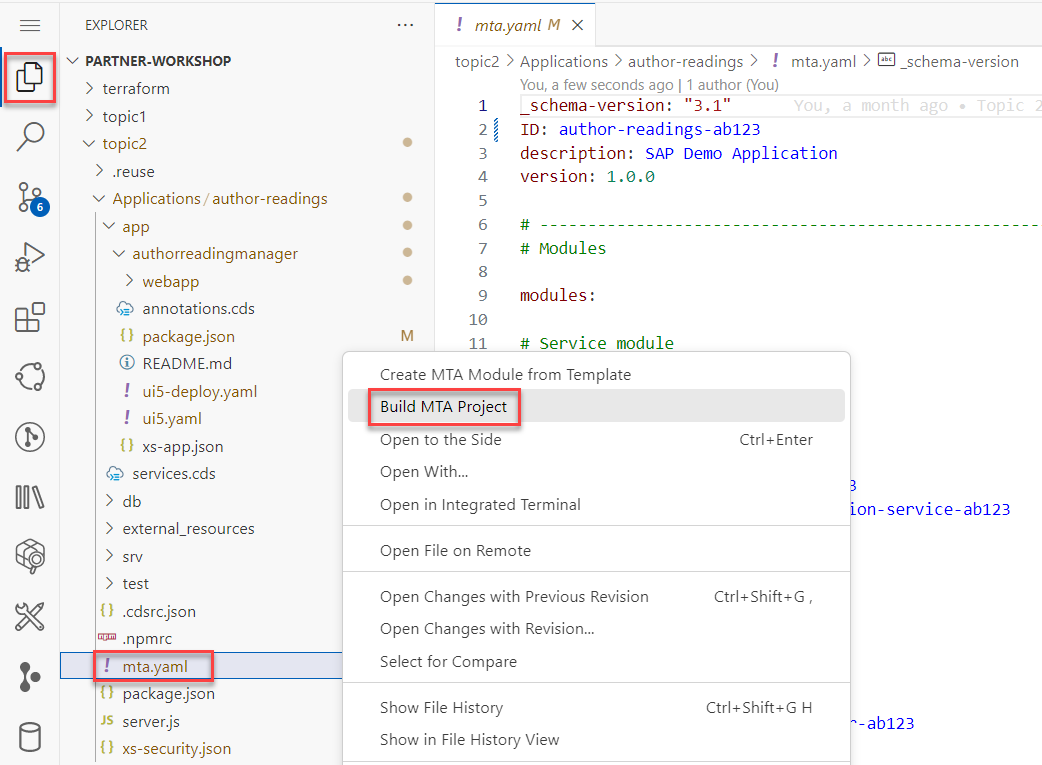 EXPLORER
PARTNER-WORKSHOP
terraform
topic1
topic2
.reuse
Applications / author-readings
app
authorreadingmanager
webapp
annotations.cds
package.json M
README.md
ui5-deploy.yaml
ui5.yaml
xs-app.json
services.cds
db
external_resources
srv
test
.cdsrc.json
.npmrc
mta.yaml
package.json
JS server.js
xs-security.json
6
! mta.yaml M
topic2 > Applications > author-readings > ! mta.yaml > abc _schema-version
You, a few seconds ago | 1 author (You)
1 _schema-version: "3.1" You, a month ago • Topic 2
2 ID: author-readings-ab123
3 description: SAP Demo Application
4 version: 1.0.0
5
6 # -----------------------------------------------
7 # Modules
8
9 modules:
10
11 # Service module
3
ion-service-ab123
r-ab123
Create MTA Module from Template
Build MTA Project
Open to the Side Ctrl+Enter
Open With...
Open in Integrated Terminal
Open File on Remote
Open Changes with Previous Revision Ctrl+Shift+G ,
Open Changes with Revision...
Select for Compare
Show File History Ctrl+Shift+G H
Show in File History View